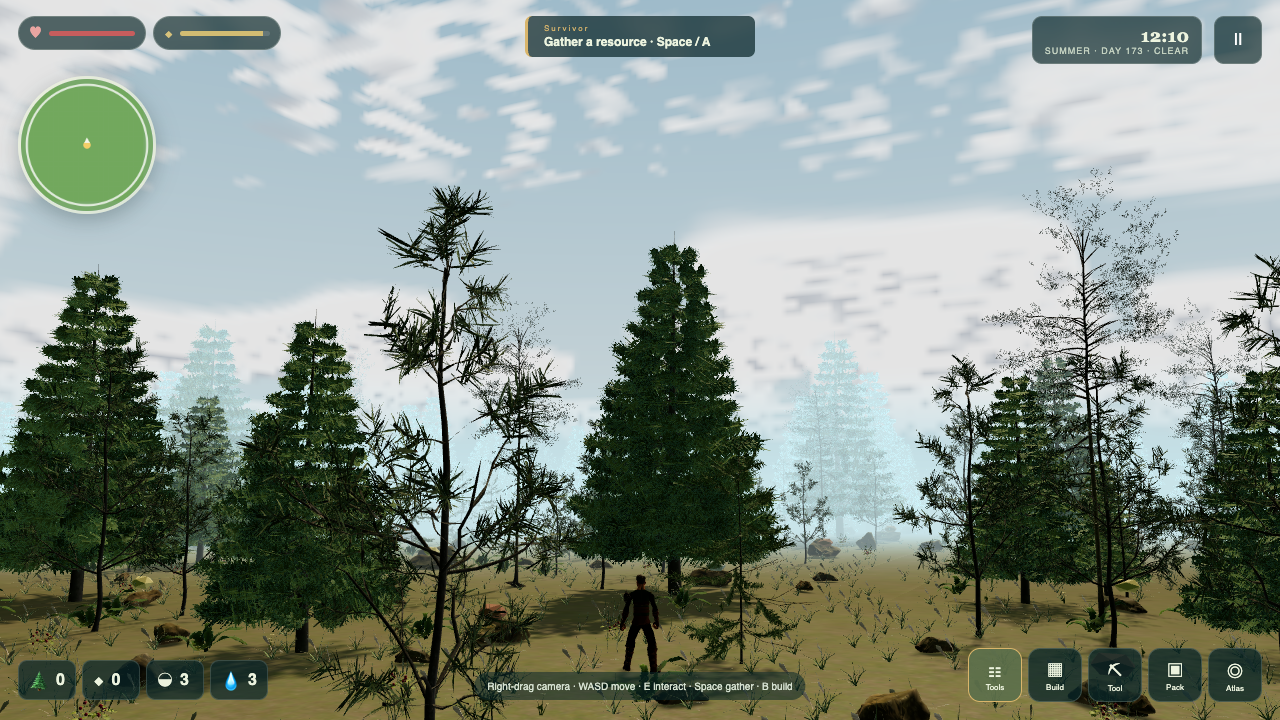 Survivor
Gather a resource · Space / A
12:10
SUMMER · DAY 173 · CLEAR
0
0
3
3
Right-drag camera · WASD move · E interact · Space gather · B build
Tools
Build
Tool
Pack
Atlas